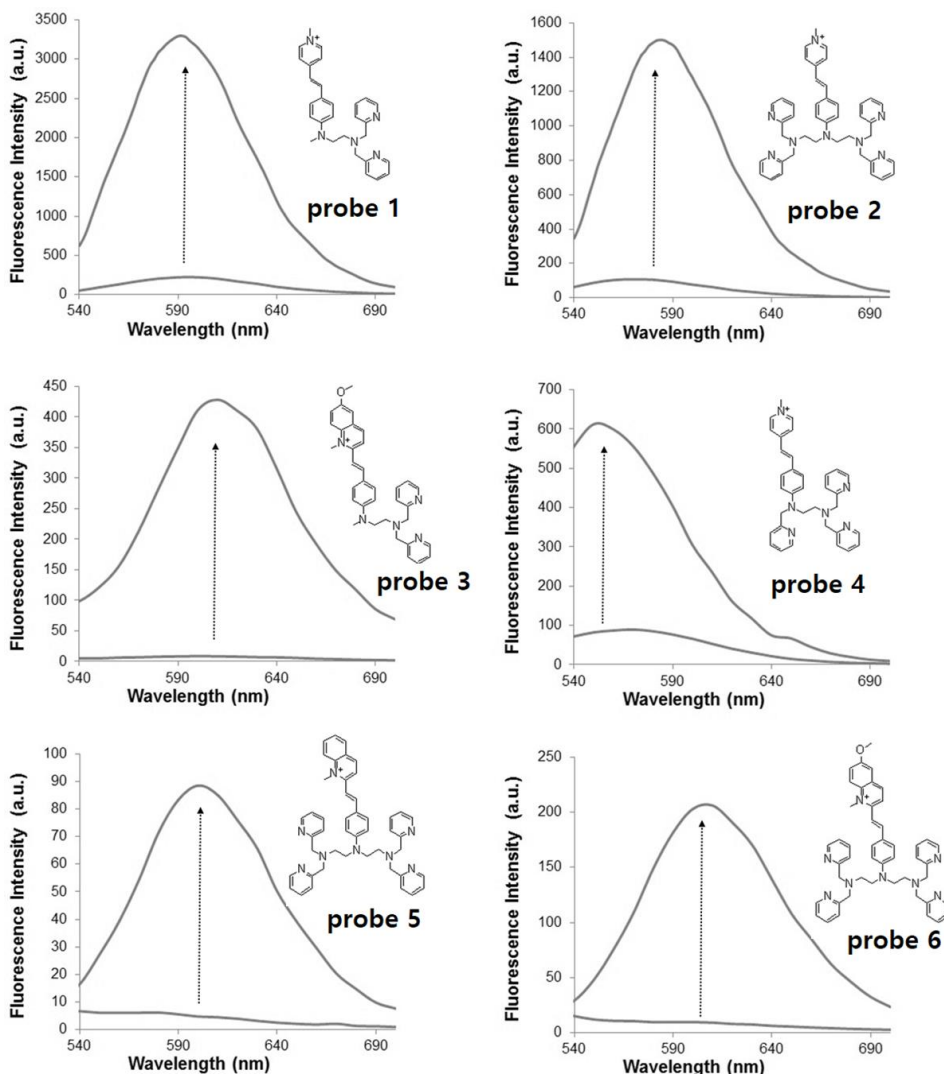 Fluorescence Intensity (a.u.)
3500
3000
2500
2000
1500
1000
500
0
540 590 640 690
Wavelength (nm)
N+
N
N
N
N
probe 1
Fluorescence Intensity (a.u.)
1600
1400
1200
1000
800
600
400
200
0
540 590 640 690
Wavelength (nm)
N+
N N
N N N
N N
probe 2
Fluorescence Intensity (a.u.)
450
400
350
300
250
200
150
100
50
0
540 590 640 690
Wavelength (nm)
O
N+
N
N
N
N
probe 3
Fluorescence Intensity (a.u.)
700
600
500
400
300
200
100
0
540 590 640 690
Wavelength (nm)
N+
N
N N
N N
probe 4
Fluorescence Intensity (a.u.)
100
90
80
70
60
50
40
30
20
10
0
540 590 640 690
Wavelength (nm)
N+
N N
N N N
N N
probe 5
Fluorescence Intensity (a.u.)
250
200
150
100
50
0
540 590 640 690
Wavelength (nm)
O
N+
N N
N N N
N N
probe 6